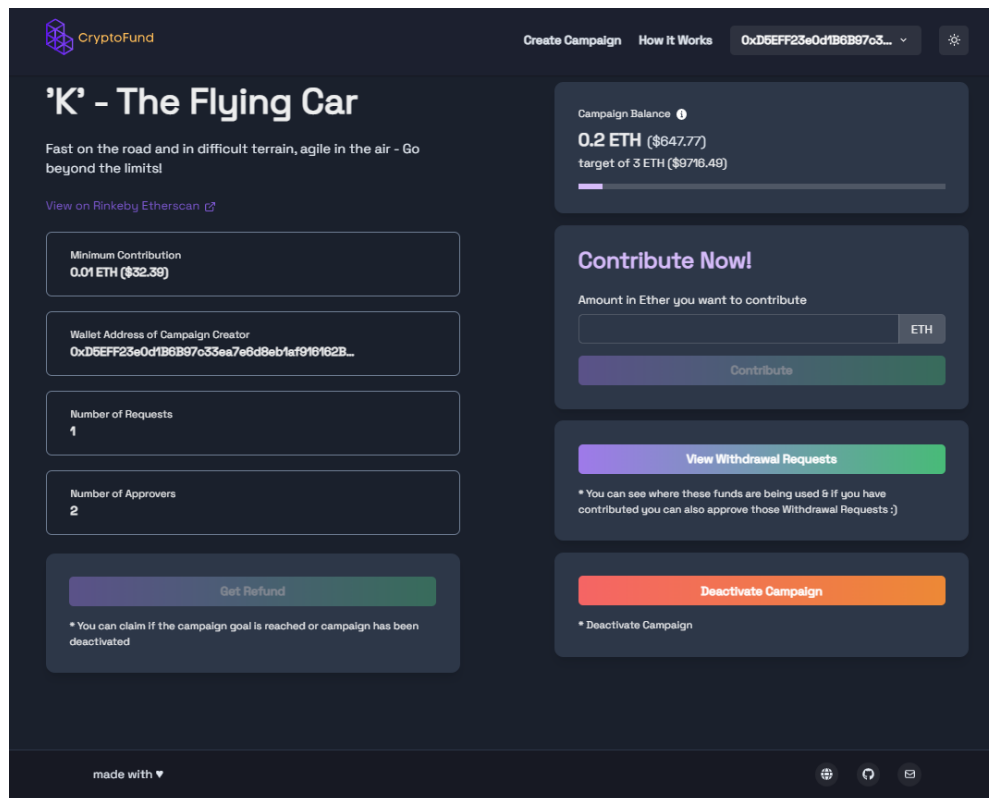 CryptoFund
Create Campaign
How it Works
0xD5EFF23e0d1B6B97c3...
'K' - The Flying Car
Fast on the road and in difficult terrain, agile in the air - Go
beyond the limits!
View on Rinkeby Etherscan
Minimum Contribution
0.01 ETH ($32.39)
Wallet Address of Campaign Creator
0xD5EFF23e0d1B6B97c33ea7e6d8eb1af916162B...
Number of Requests
1
Number of Approvers
2
Get Refund
* You can claim if the campaign goal is reached or campaign has been
deactivated
Campaign Balance
0.2 ETH ($647.77)
target of 3 ETH ($9716.49)
Contribute Now!
Amount in Ether you want to contribute
ETH
Contribute
View Withdrawal Requests
* You can see where these funds are being used & if you have
contributed you can also approve those Withdrawal Requests :)
Deactivate Campaign
* Deactivate Campaign
made with ♥